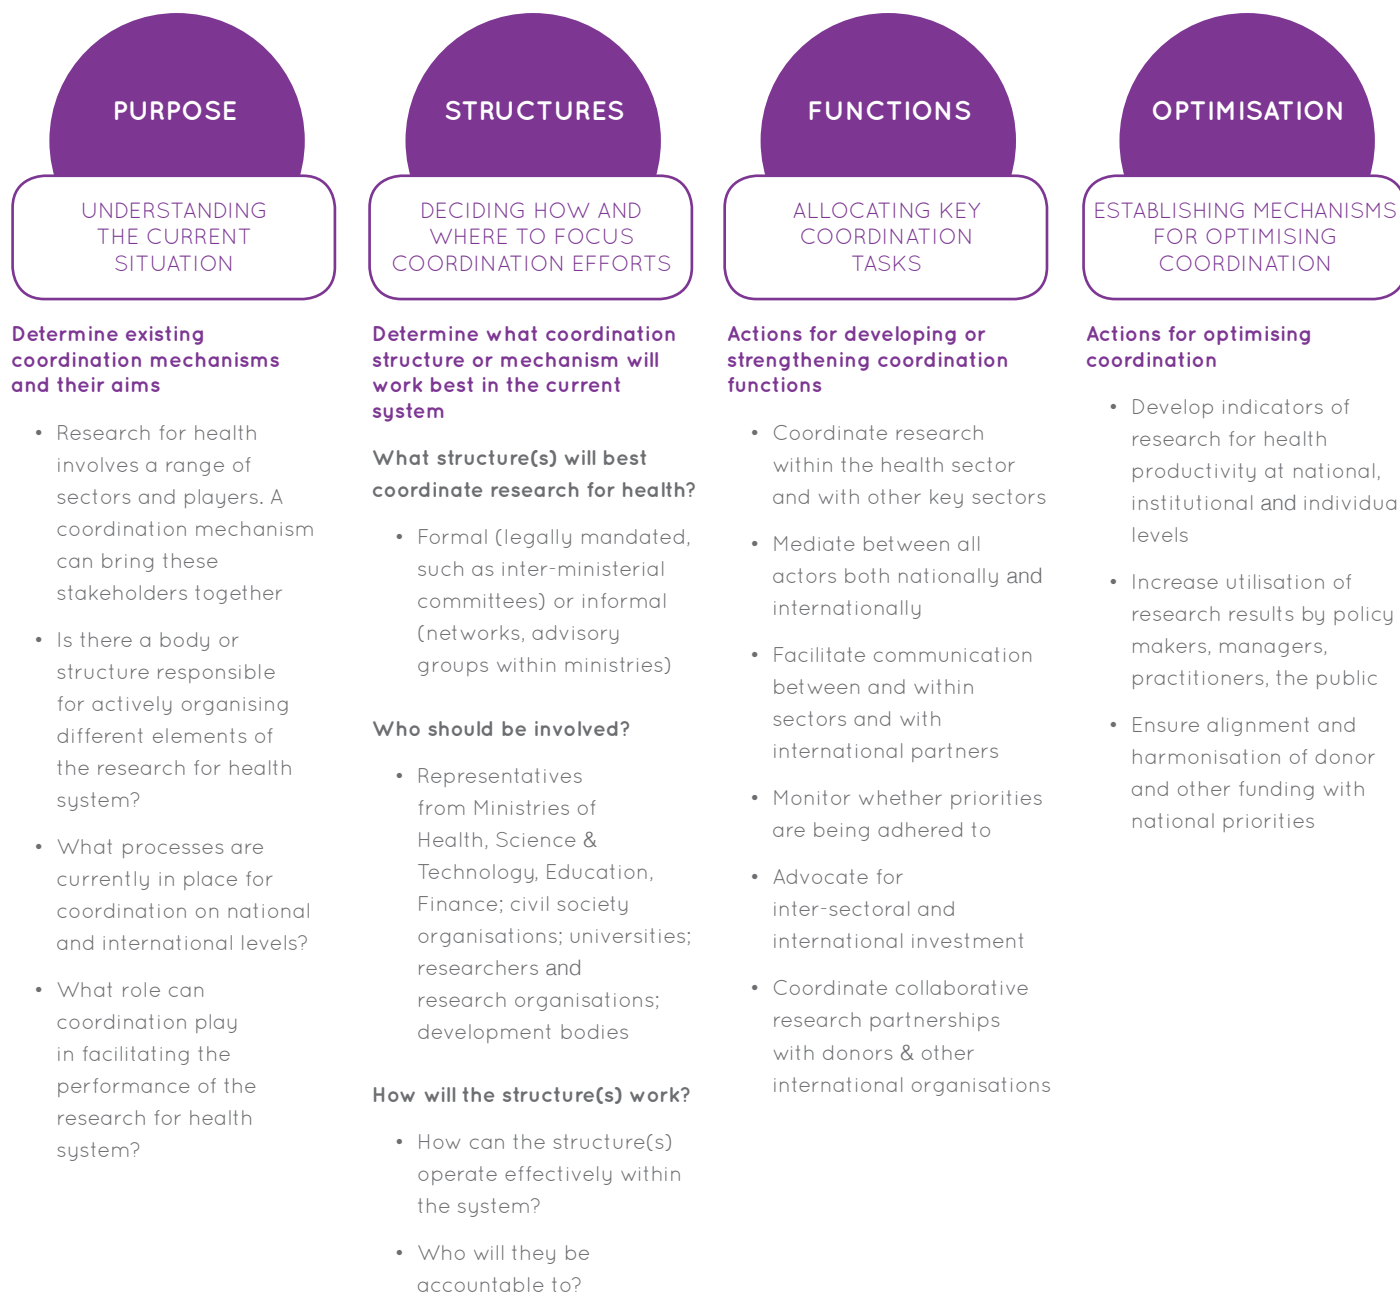 PURPOSE
UNDERSTANDING
THE CURRENT
SITUATION
Determine existing
coordination mechanisms
and their aims
• Research for health
involves a range of
sectors and players. A
coordination mechanism
can bring these
stakeholders together
• Is there a body or
structure responsible
for actively organising
different elements of
the research for health
system?
• What processes are
currently in place for
coordination on national
and international levels?
• What role can
coordination play
in facilitating the
performance of the
research for health
system?
STRUCTURES
DECIDING HOW AND
WHERE TO FOCUS
COORDINATION EFFORTS
Determine what coordination
structure or mechanism will
work best in the current
system
What structure(s) will best
coordinate research for health?
• Formal (legally mandated,
such as inter-ministerial
committees) or informal
(networks, advisory
groups within ministries)
Who should be involved?
• Representatives
from Ministries of
Health, Science &
Technology, Education,
Finance; civil society
organisations; universities;
researchers and
research organisations;
development bodies
How will the structure(s) work?
• How can the structure(s)
operate effectively within
the system?
• Who will they be
accountable to?
FUNCTIONS
ALLOCATING KEY
COORDINATION
TASKS
Actions for developing or
strengthening coordination
functions
• Coordinate research
within the health sector
and with other key sectors
• Mediate between all
actors both nationally and
internationally
• Facilitate communication
between and within
sectors and with
international partners
• Monitor whether priorities
are being adhered to
• Advocate for
inter-sectoral and
international investment
• Coordinate collaborative
research partnerships
with donors & other
international organisations
OPTIMISATION
ESTABLISHING MECHANISMS
FOR OPTIMISING
COORDINATION
Actions for optimising
coordination
• Develop indicators of
research for health
productivity at national,
institutional and individua
levels
• Increase utilisation of
research results by policy
makers, managers,
practitioners, the public
• Ensure alignment and
harmonisation of donor
and other funding with
national priorities